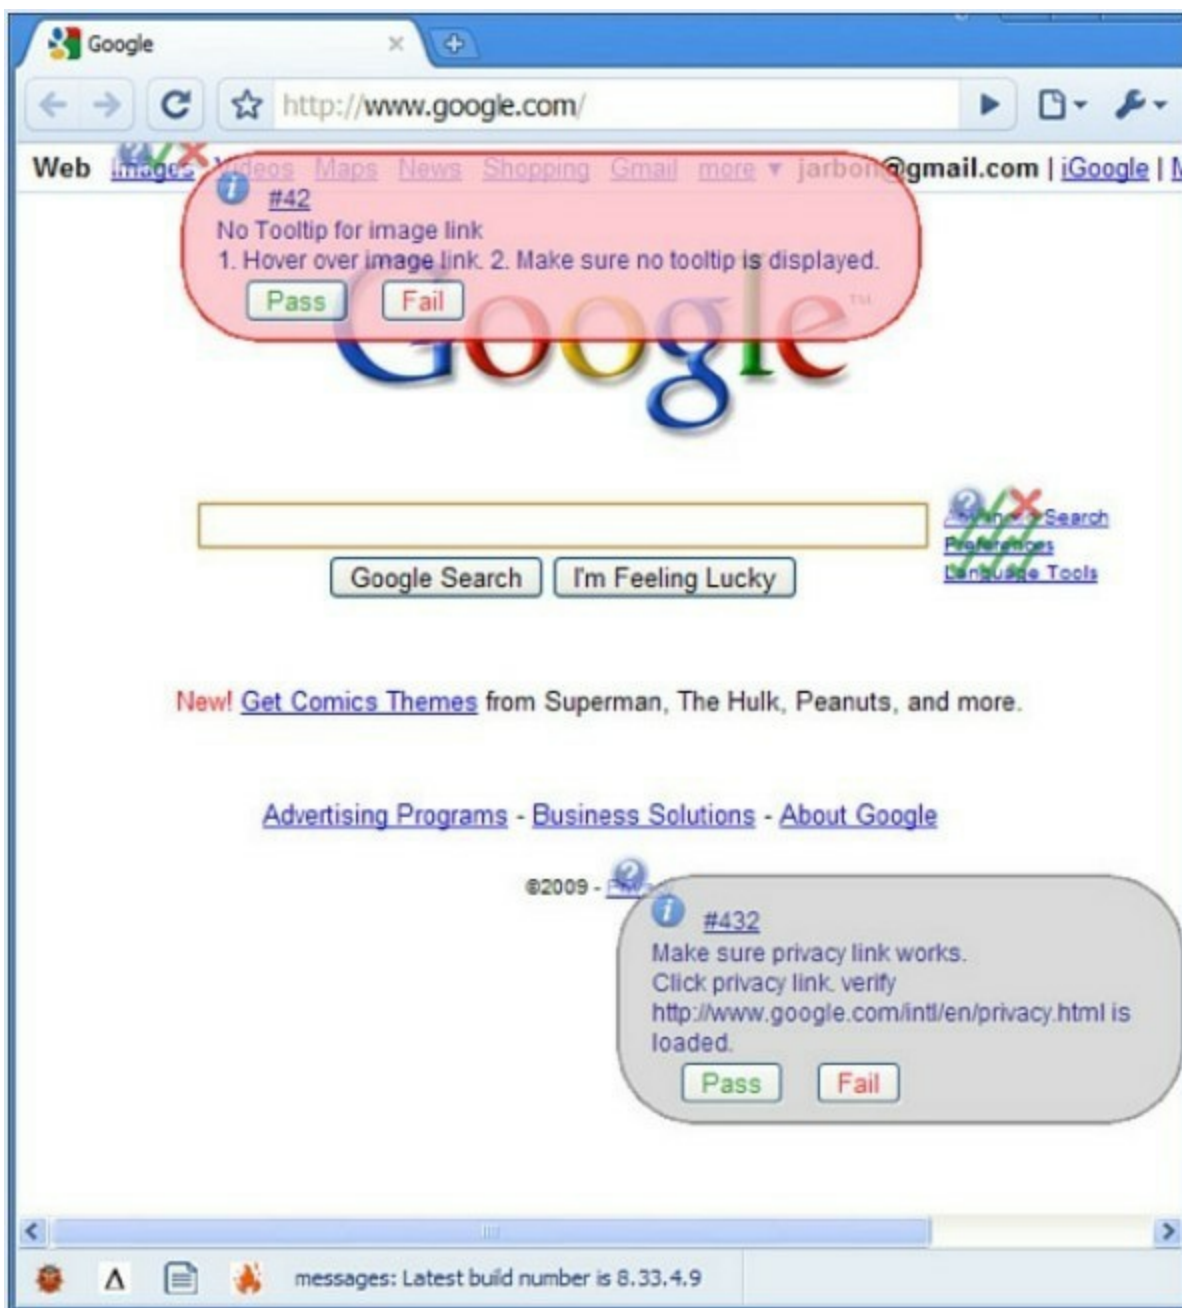 Google
http://www.google.com/
Web Images Videos Maps News Shopping Gmail more ▼ jarbon@gmail.com | iGoogle |
#42
No Tooltip for image link
1. Hover over image link. 2. Make sure no tooltip is displayed.
Pass Fail
Google™
Advanced Search
Preferences
Language Tools
Google Search I'm Feeling Lucky
New! Get Comics Themes from Superman, The Hulk, Peanuts, and more.
Advertising Programs - Business Solutions - About Google
©2009 - Privacy
#432
Make sure privacy link works.
Click privacy link. verify
http://www.google.com/intl/en/privacy.html is
loaded.
Pass Fail
messages: Latest build number is 8.33.4.9